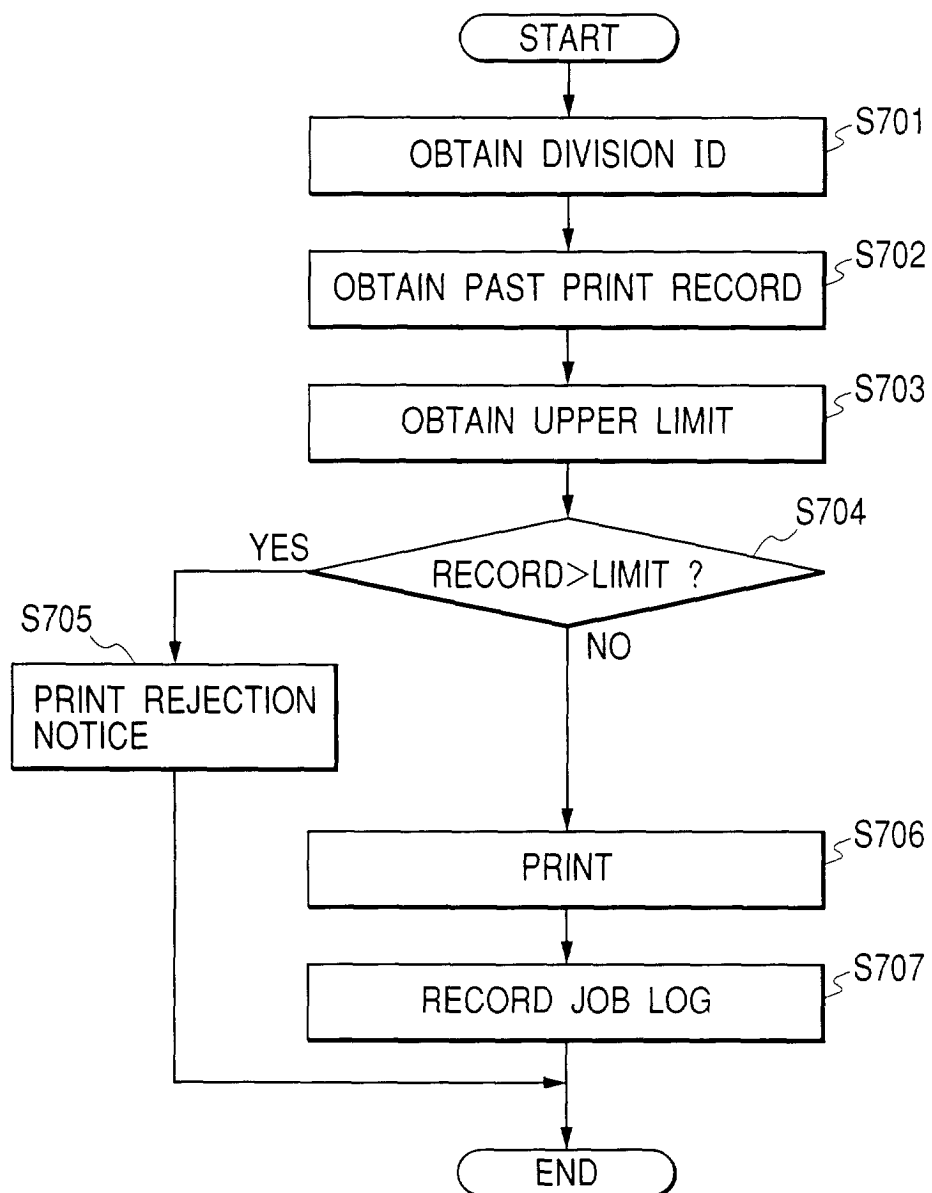 START
S701
OBTAIN DIVISION ID
S702
OBTAIN PAST PRINT RECORD
S703
OBTAIN UPPER LIMIT
S704
YES
RECORD>LIMIT ?
S705
NO
PRINT REJECTION
NOTICE
S706
PRINT
S707
RECORD JOB LOG
END